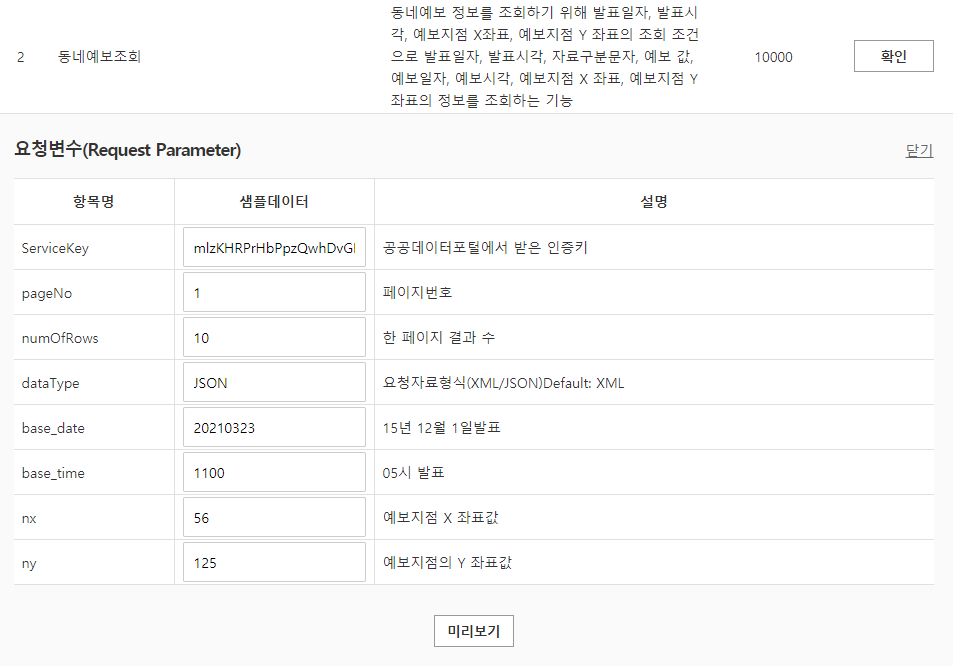 동네예보 정보를 조회하기 위해 발표일자, 발표시
각, 예보지점 X좌표, 예보지점 Y 좌표의 조회 조건
2 동네예보조회 으로 발표일자, 발표시각, 자료구분문자, 예보 값, 10000 확인
예보일자, 예보시각, 예보지점 X 좌표, 예보지점 Y
좌표의 정보를 조회하는 기능
요청변수(Request Parameter) 닫기
항목명 샘플데이터 설명
ServiceKey mlzKHRPrHbPpzQwhDvGI 공공데이터포털에서 받은 인증키
pageNo 1 페이지번호
numOfRows 10 한 페이지 결과 수
dataType JSON 요청자료형식(XML/JSON)Default: XML
base_date 20210323 15년 12월 1일발표
base_time 1100 05시 발표
nx 56 예보지점 X 좌표값
ny 125 예보지점의 Y 좌표값
미리보기